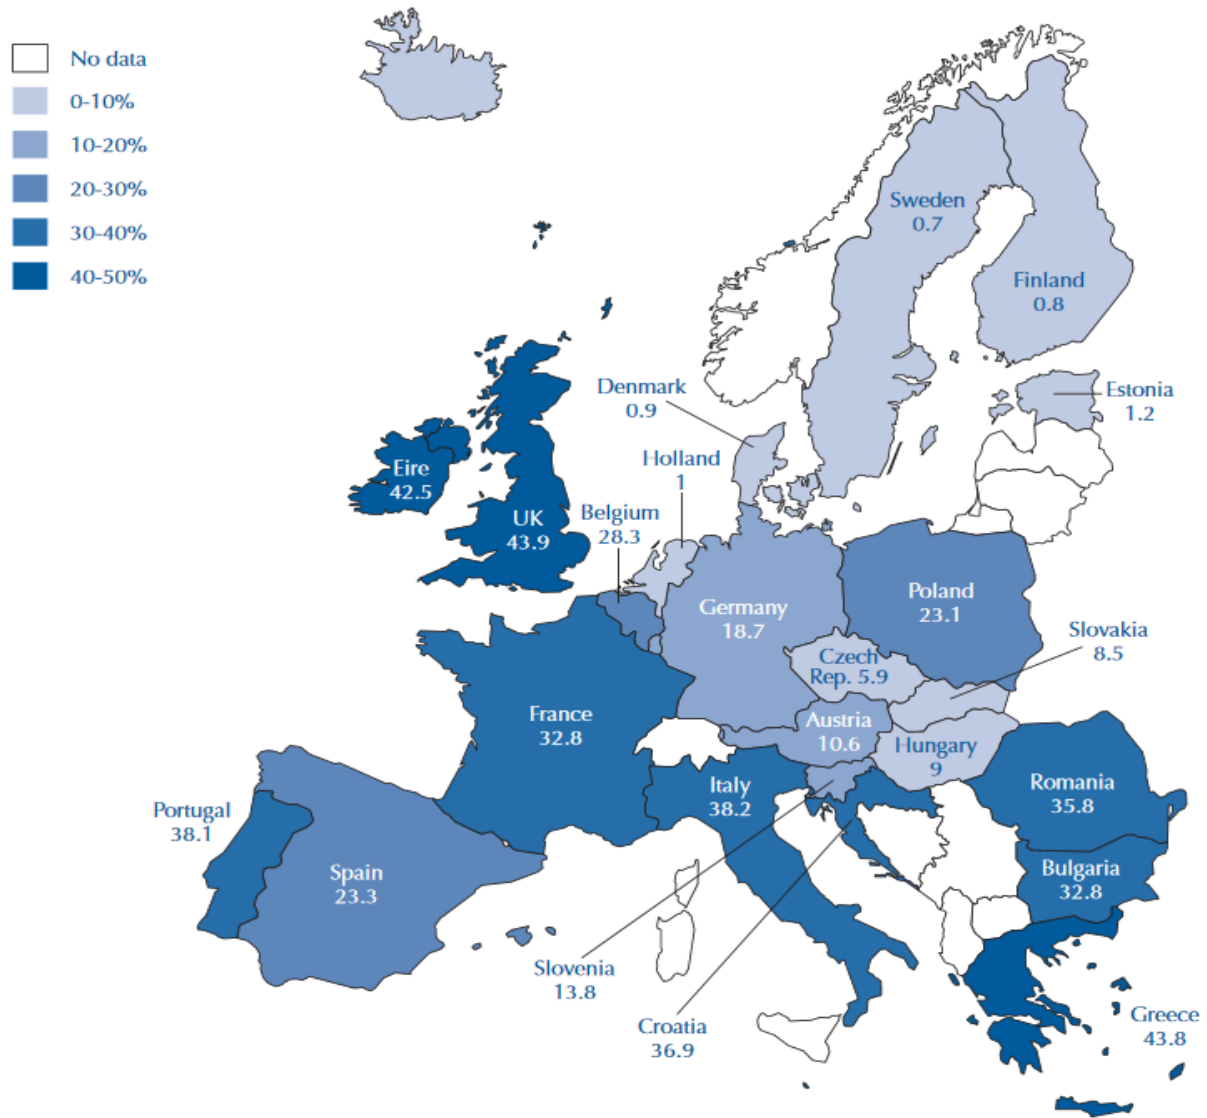 No data
0-10%
10-20%
20-30%
30-40%
40-50%
Sweden
0.7
Finland
0.8
Denmark
0.9
Estonia
1.2
Holland
1
Eire
42.5
UK
43.9
Belgium
28.3
Germany
18.7
Poland
23.1
Slovakia
8.5
Czech
Rep. 5.9
France
32.8
Austria
10.6
Hungary
9
Italy
38.2
Romania
35.8
Portugal
38.1
Spain
23.3
Bulgaria
32.8
Slovenia
13.8
Croatia
36.9
Greece
43.8